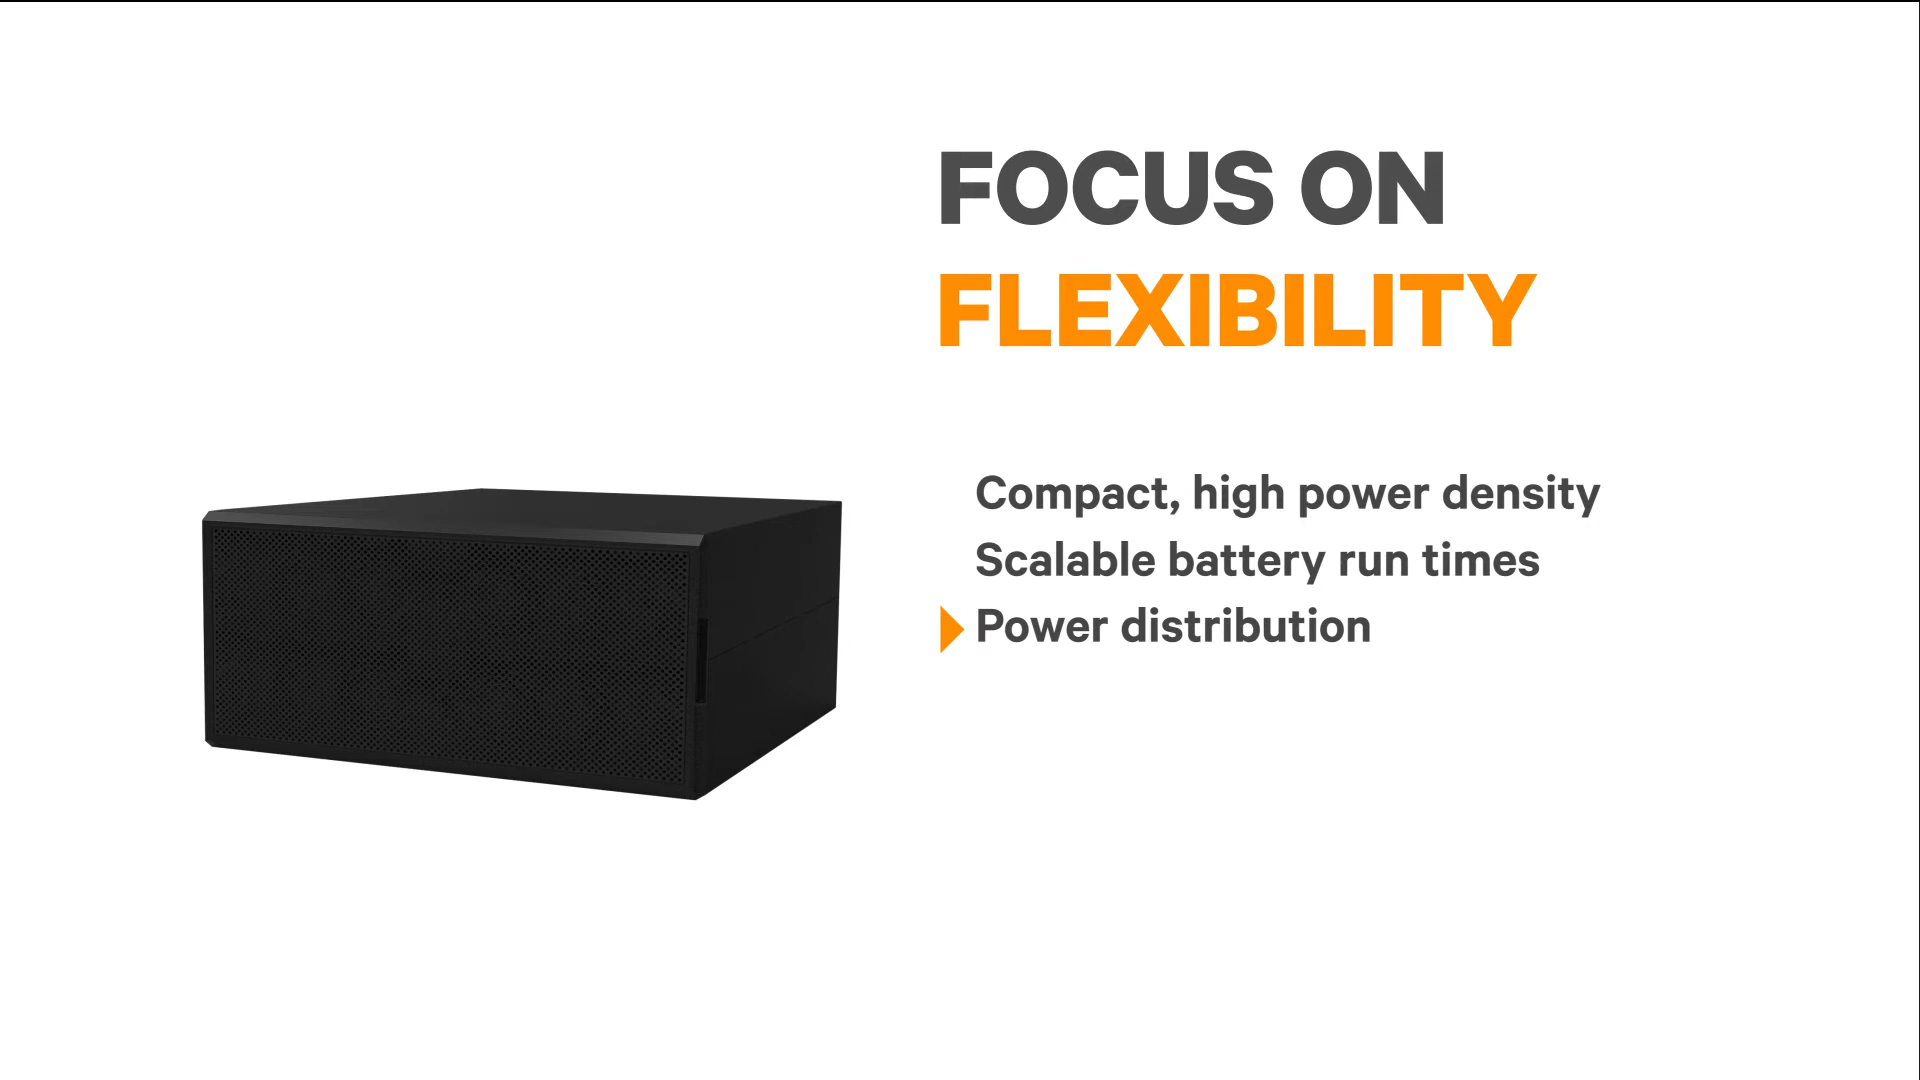 FOCUS ON
FLEXIBILITY
Compact, high power density
Scalable battery run times
Power distribution